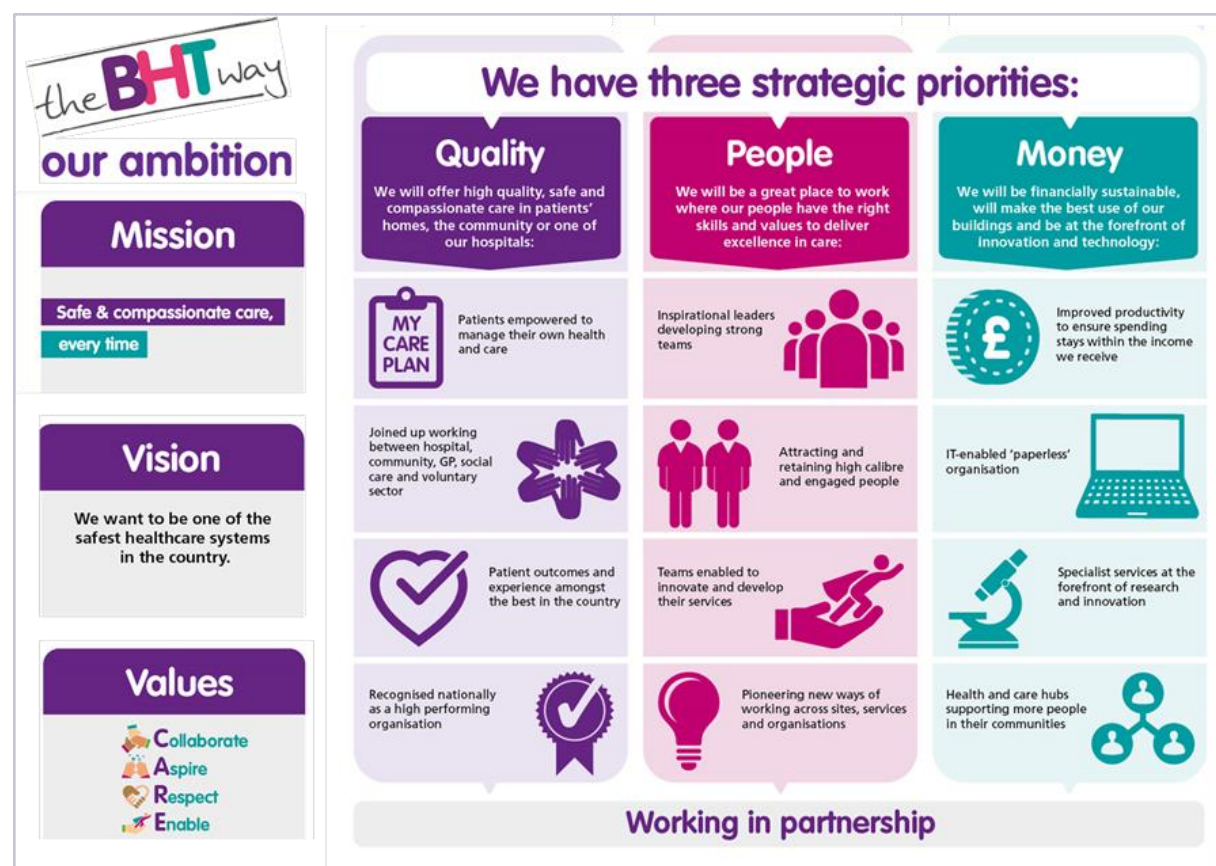 the BHT way
our ambition
Mission
Safe & compassionate care,
every time
Vision
We want to be one of the
safest healthcare systems
in the country.
Values
Collaborate
Aspire
Respect
Enable
We have three strategic priorities:
Quality
We will offer high quality, safe and
compassionate care in patients'
homes, the community or one of
our hospitals:
MY
CARE
PLAN
Patients empowered to
manage their own health
and care
Joined up working
between hospital,
community, GP, social
care and voluntary
sector
Patient outcomes and
experience amongst
the best in the country
Recognised nationally
as a high performing
organisation
People
We will be a great place to work
where our people have the right
skills and values to deliver
excellence in care:
Inspirational leaders
developing strong
teams
Attracting and
retaining high calibre
and engaged people
Teams enabled to
innovate and develop
their services
Pioneering new ways of
working across sites, services
and organisations
Money
We will be financially sustainable,
will make the best use of our
buildings and be at the forefront of
innovation and technology:
£
Improved productivity
to ensure spending
stays within the income
we receive
IT-enabled 'paperless'
organisation
Specialist services at the
forefront of research
and innovation
Health and care hubs
supporting more people
in their communities
Working in partnership